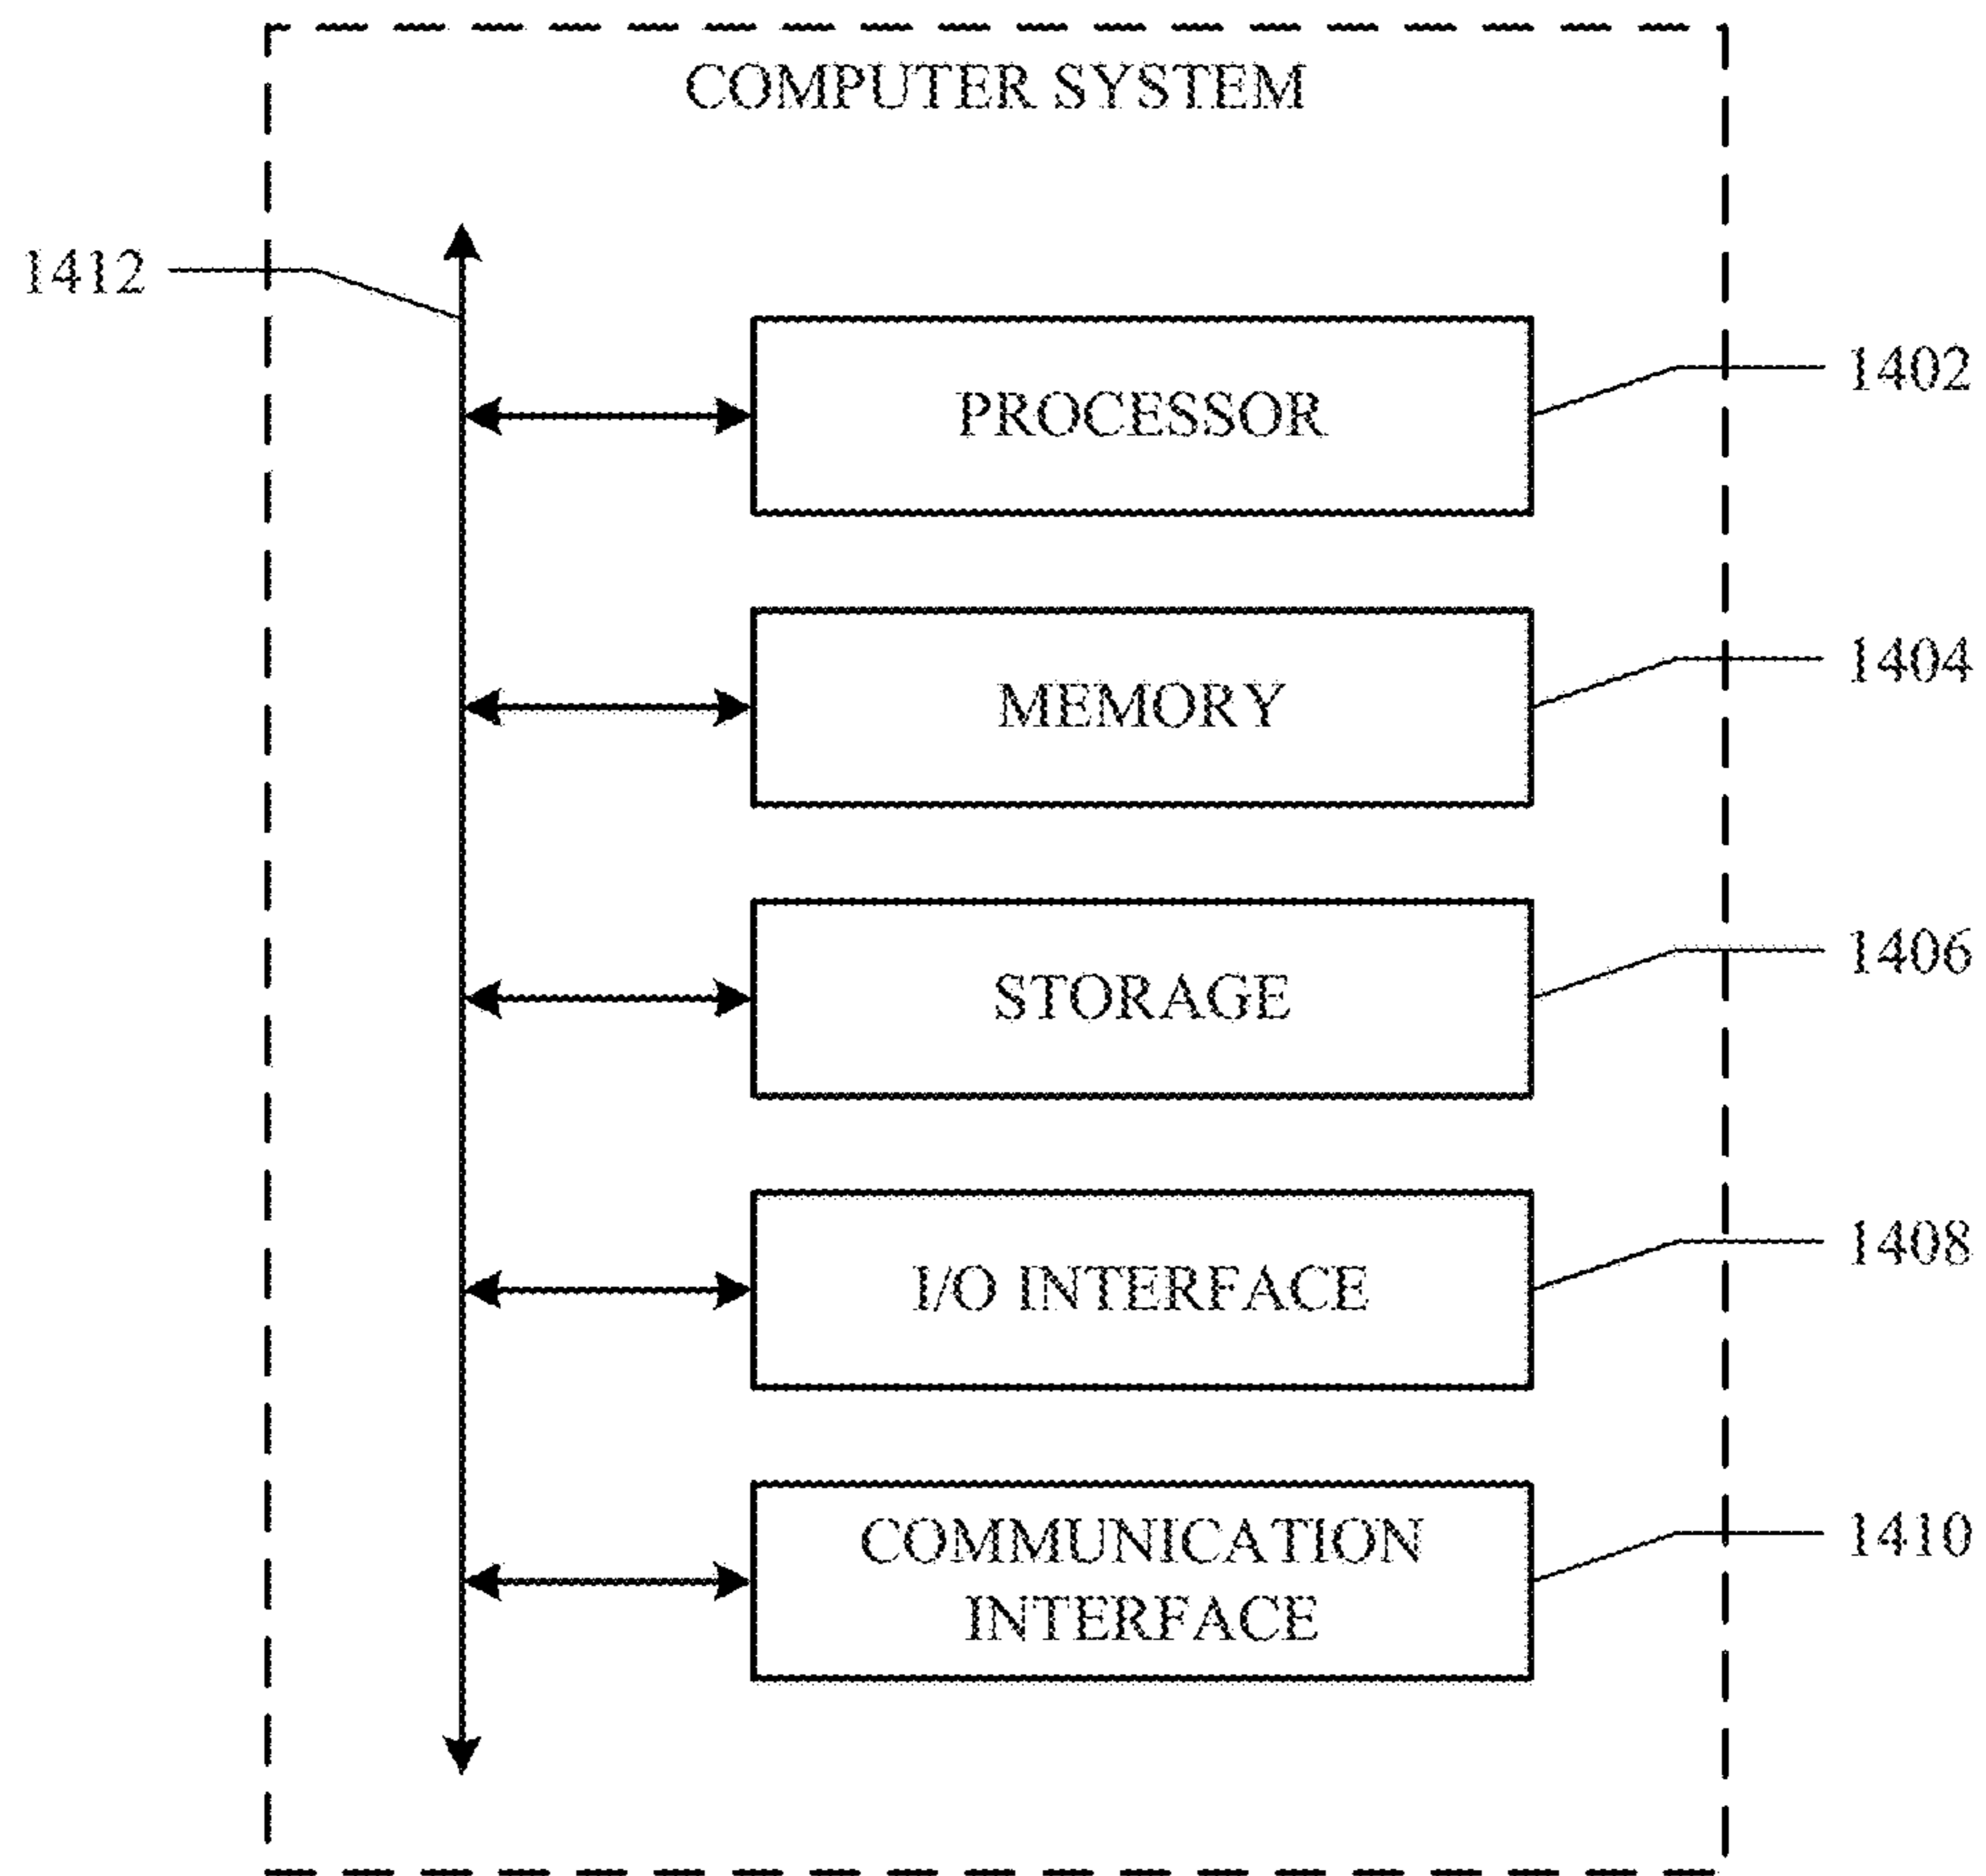 COMPUTER SYSTEM
1412
1402
PROCESSOR
1404
MEMORY
1406
STORAGE
1408
I/O INTERFACE
1410
COMMUNICATION
INTERFACE